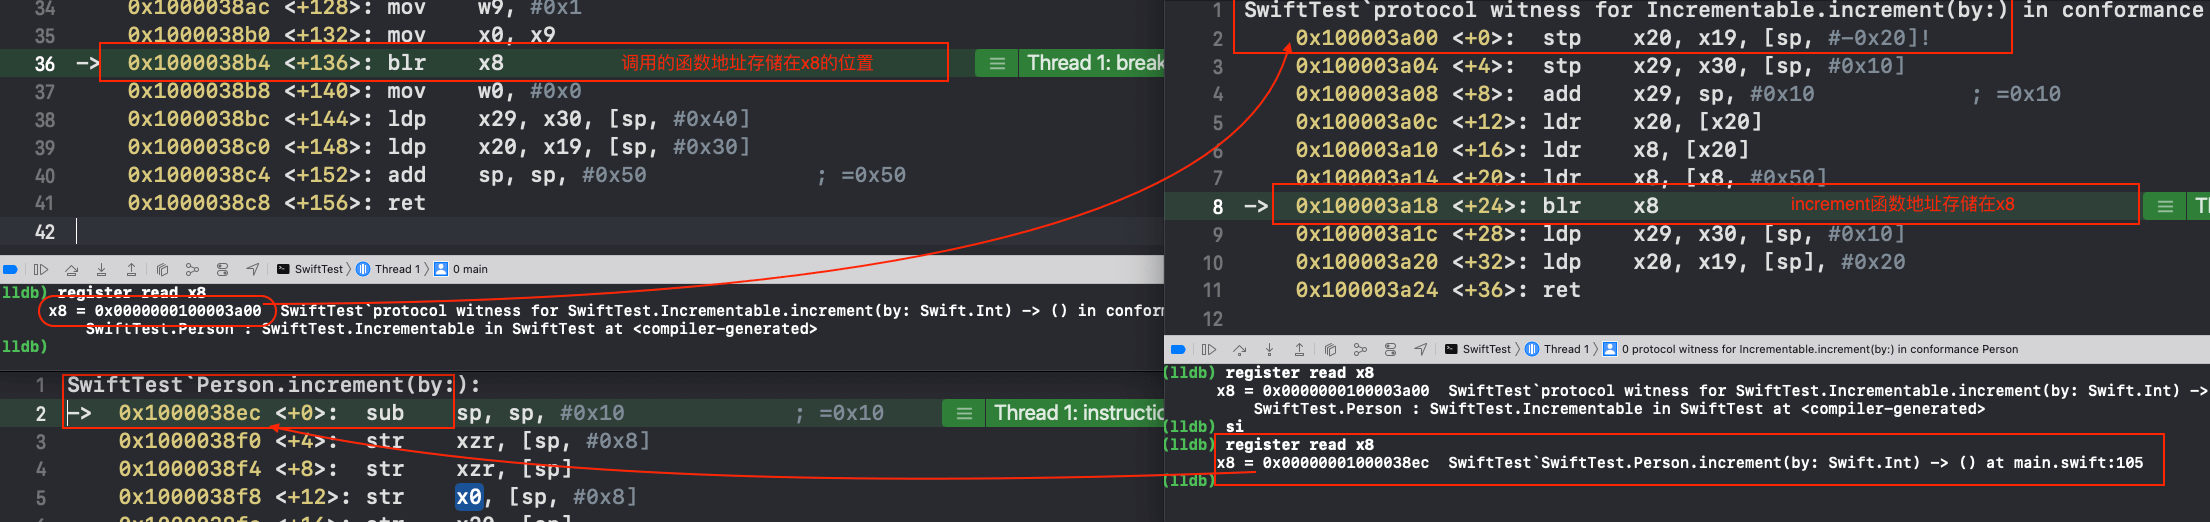 34 0x1000038ac <+128>: mov w9, #0x1
35 0x1000038b0 <+132>: mov x0, x9
36 -> 0x1000038b4 <+136>: blr x8 调用的函数地址存储在x8的位置 Thread 1: break
37 0x1000038b8 <+140>: mov w0, #0x0
38 0x1000038bc <+144>: ldp x29, x30, [sp, #0x40]
39 0x1000038c0 <+148>: ldp x20, x19, [sp, #0x30]
40 0x1000038c4 <+152>: add sp, sp, #0x50 ; =0x50
41 0x1000038c8 <+156>: ret
42
SwiftTest Thread 1 0 main
lldb) register read x8
x8 = 0x0000000100003a00 SwiftTest`protocol witness for SwiftTest.Incrementable.increment(by: Swift.Int) -> () in confor
SwiftTest.Person : SwiftTest.Incrementable in SwiftTest at <compiler-generated>
lldb)
1 SwiftTest`Person.increment(by:):
2 -> 0x1000038ec <+0>: sub sp, sp, #0x10 ; =0x10 Thread 1: instructio
3 0x1000038f0 <+4>: str xzr, [sp, #0x8]
4 0x1000038f4 <+8>: str xzr, [sp]
5 0x1000038f8 <+12>: str x0, [sp, #0x8]
1 SwiftTest`protocol witness for Incrementable.increment(by:) in conformance
2 0x100003a00 <+0>: stp x20, x19, [sp, #-0x20]!
3 0x100003a04 <+4>: stp x29, x30, [sp, #0x10]
4 0x100003a08 <+8>: add x29, sp, #0x10 ; =0x10
5 0x100003a0c <+12>: ldr x20, [x20]
6 0x100003a10 <+16>: ldr x8, [x20]
7 0x100003a14 <+20>: ldr x8, [x8, #0x50]
8 -> 0x100003a18 <+24>: blr x8 increment函数地址存储在x8
9 0x100003a1c <+28>: ldp x29, x30, [sp, #0x10]
10 0x100003a20 <+32>: ldp x20, x19, [sp], #0x20
11 0x100003a24 <+36>: ret
12
SwiftTest Thread 1 0 protocol witness for Incrementable.increment(by:) in conformance Person
(lldb) register read x8
x8 = 0x0000000100003a00 SwiftTest`protocol witness for SwiftTest.Incrementable.increment(by: Swift.Int) ->
SwiftTest.Person : SwiftTest.Incrementable in SwiftTest at <compiler-generated>
(lldb) si
(lldb) register read x8
x8 = 0x00000001000038ec SwiftTest`SwiftTest.Person.increment(by: Swift.Int) -> () at main.swift:105
(lldb)